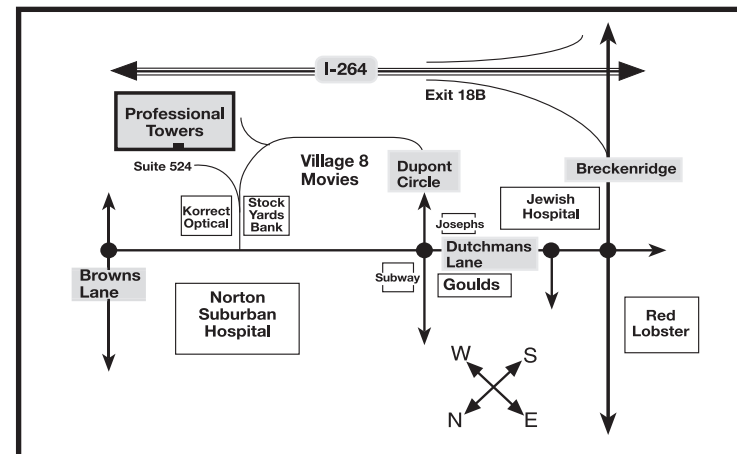 I-264
Exit 18B
Professional
Towers
Suite 524
Village 8
Movies
Dupont
Circle
Breckenridge
Korrect
Optical
Stock
Yards
Bank
Josephs
Jewish
Hospital
Dutchmans
Lane
Browns
Lane
Subway
Goulds
Norton
Suburban
Hospital
Red
Lobster
W
S
N
E